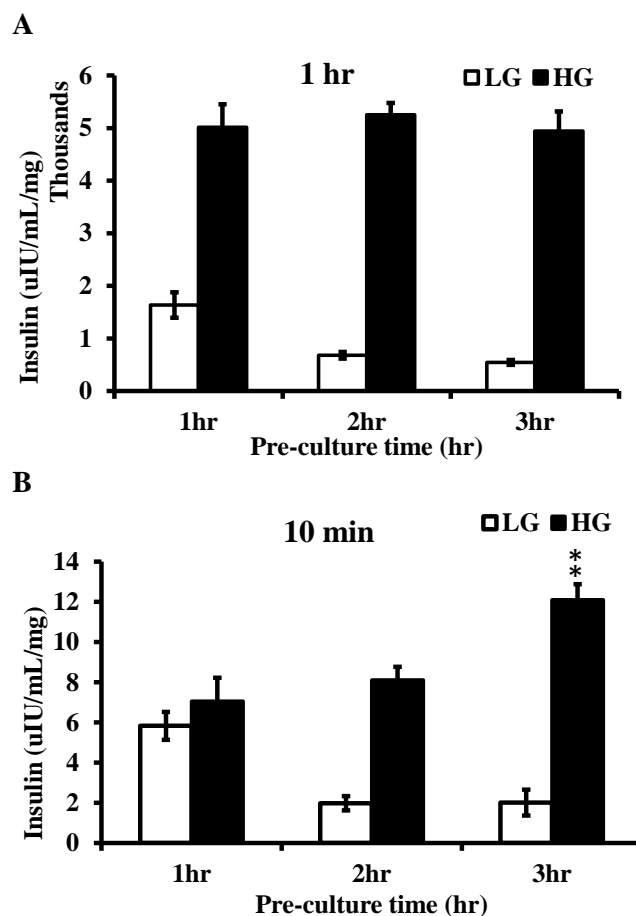 A
1 hr
LG HG
Insulin (uIU/mL/mg)
Thousands
6
5
4
3
2
1
0
1hr 2hr 3hr
Pre-culture time (hr)
B
10 min
LG HG
**
Insulin (uIU/mL/mg)
14
12
10
8
6
4
2
0
1hr 2hr 3hr
Pre-culture time (hr)